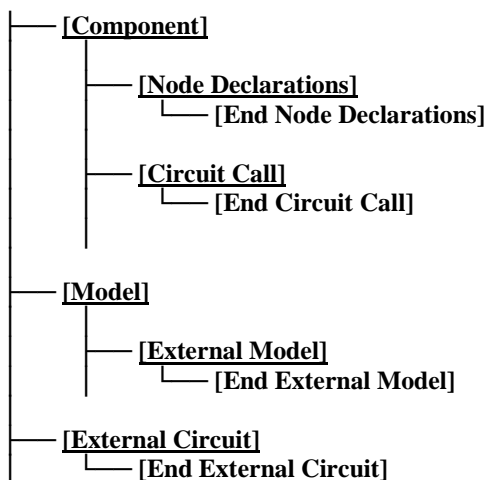 [Component]
[Node Declarations]
[End Node Declarations]
[Circuit Call]
[End Circuit Call]
[Model]
[External Model]
[End External Model]
[External Circuit]
[End External Circuit]